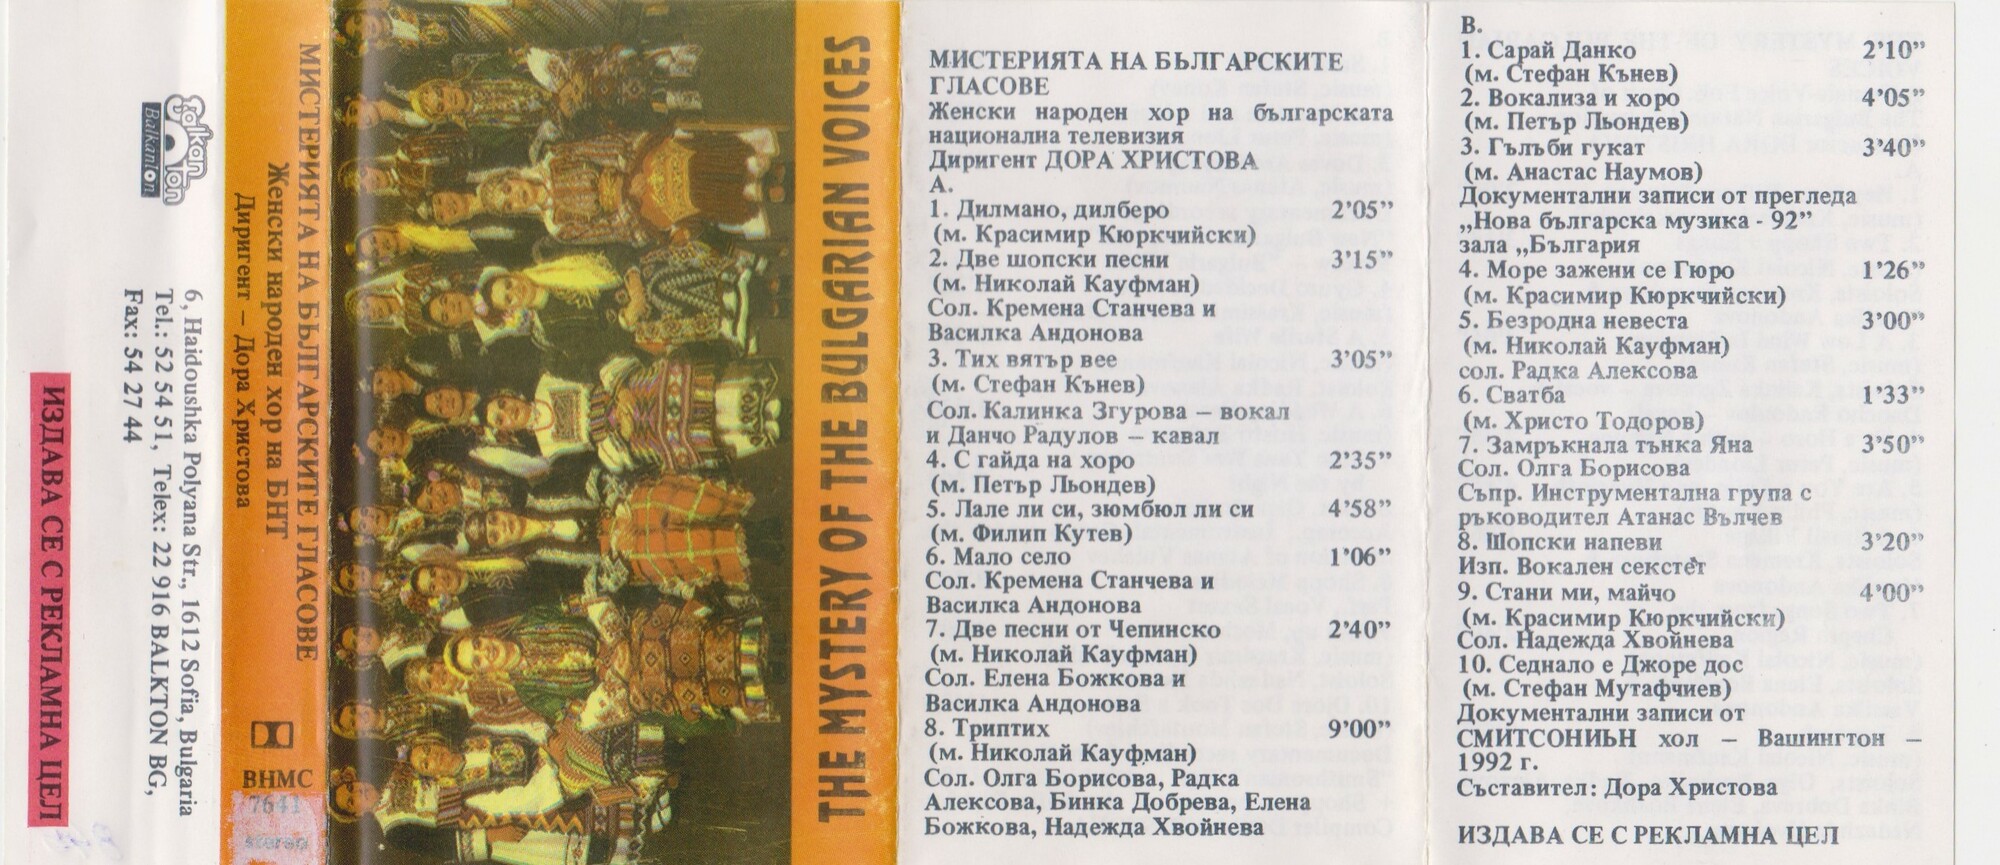 ИЗДАВА СЕ С РЕКЛАМНА ЦЕЛ
Balkanton
Balkanton
6, Haidoushka Polyana Str., 1612 Sofia, Bulgaria
Tel.: 52 54 51, Telex: 22 916 BALKTON BG,
Fax: 54 27 44
МИСТЕРИЯТА НА БЪЛГАРСКИТЕ ГЛАСОВЕ
Женски народен хор на БНТ
Диригент – Дора Христова
ВНМС
7641
stereo
THE MYSTERY OF THE BULGARIAN VOICES
МИСТЕРИЯТА НА БЪЛГАРСКИТЕ
ГЛАСОВЕ
Женски народен хор на българската
национална телевизия
Диригент ДОРА ХРИСТОВА
А.
1. Дилмано, дилберо 2'05"
(м. Красимир Кюркчийски)
2. Две шопски песни 3'15"
(м. Николай Кауфман)
Сол. Кремена Станчева и
Василка Андонова
3. Тих вятър вее 3'05"
(м. Стефан Кънев)
Сол. Калинка Згурова – вокал
и Данчо Радулов – кавал
4. С гайда на хоро 2'35"
(м. Петър Льондев)
5. Лале ли си, зюмбюл ли си 4'58"
(м. Филип Кутев)
6. Мало село 1'06"
Сол. Кремена Станчева и
Василка Андонова
7. Две песни от Чепинско 2'40"
(м. Николай Кауфман)
Сол. Елена Божкова и
Василка Андонова
8. Триптих 9'00"
(м. Николай Кауфман)
Сол. Олга Борисова, Радка
Алексова, Бинка Добрева, Елена
Божкова, Надежда Хвойнева
В.
1. Сарай Данко 2'10"
(м. Стефан Кънев)
2. Вокализа и хоро 4'05"
(м. Петър Льондев)
3. Гълъби гукат 3'40"
(м. Анастас Наумов)
Документални записи от прегледа
„Нова българска музика - 92"
зала „България
4. Море зажени се Гюро 1'26"
(м. Красимир Кюркчийски)
5. Безродна невеста 3'00"
(м. Николай Кауфман)
сол. Радка Алексова
6. Сватба 1'33"
(м. Христо Тодоров)
7. Замръкнала тънка Яна 3'50"
Сол. Олга Борисова
Съпр. Инструментална група с
ръководител Атанас Вълчев
8. Шопски напеви 3'20"
Изп. Вокален секстет
9. Стани ми, майчо 4'00"
(м. Красимир Кюркчийски)
Сол. Надежда Хвойнева
10. Седнало е Джоре дос
(м. Стефан Мутафчиев)
Документални записи от
СМИТСОНИЬН хол – Вашингтон –
1992 г.
Съставител: Дора Христова
ИЗДАВА СЕ С РЕКЛАМНА ЦЕЛ